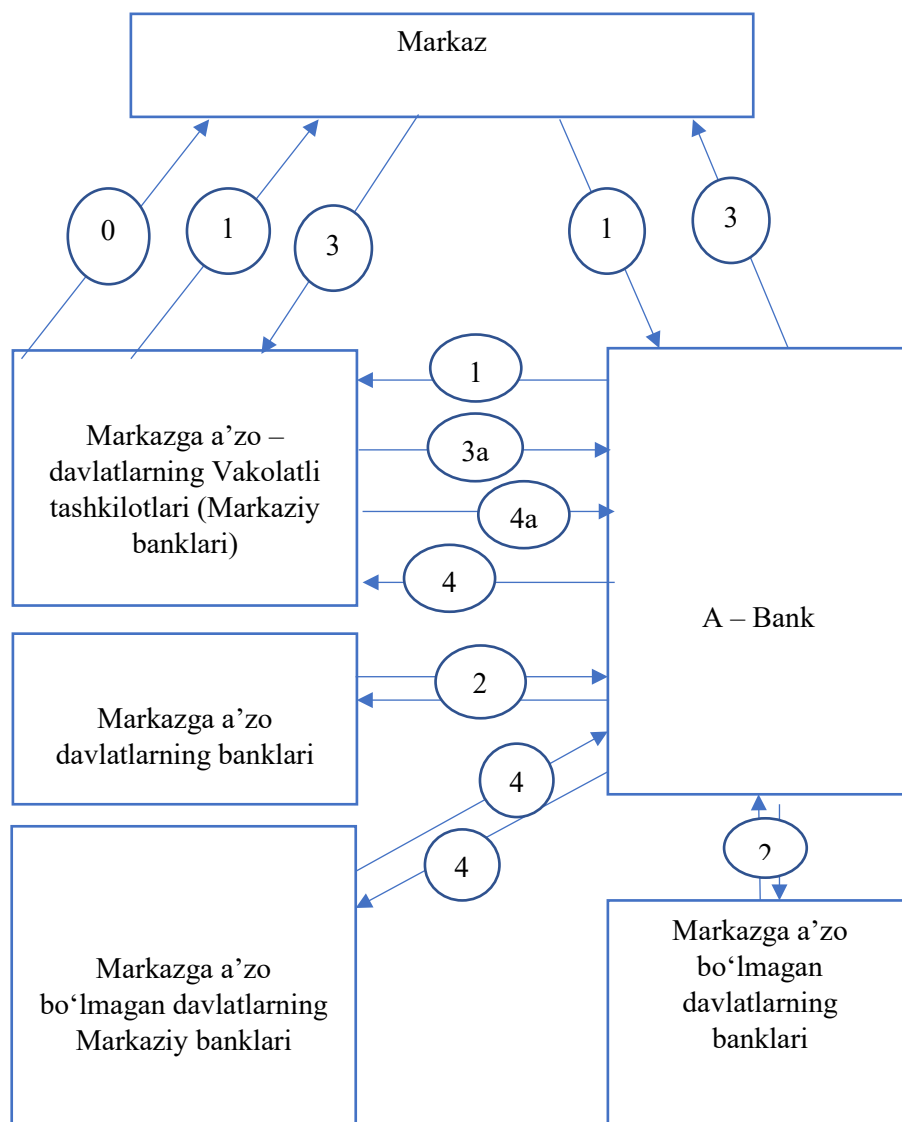 Markaz
0
1
3
1
3
1
3a
4a
4
Markazga a’zo –
davlatlarning Vakolatli
tashkilotlari (Markaziy
banklari)
A – Bank
2
Markazga a’zo
davlatlarning banklari
4
4
2
Markazga a’zo
bo‘lmagan davlatlarning
Markaziy banklari
Markazga a’zo
bo‘lmagan
davlatlarning
banklari